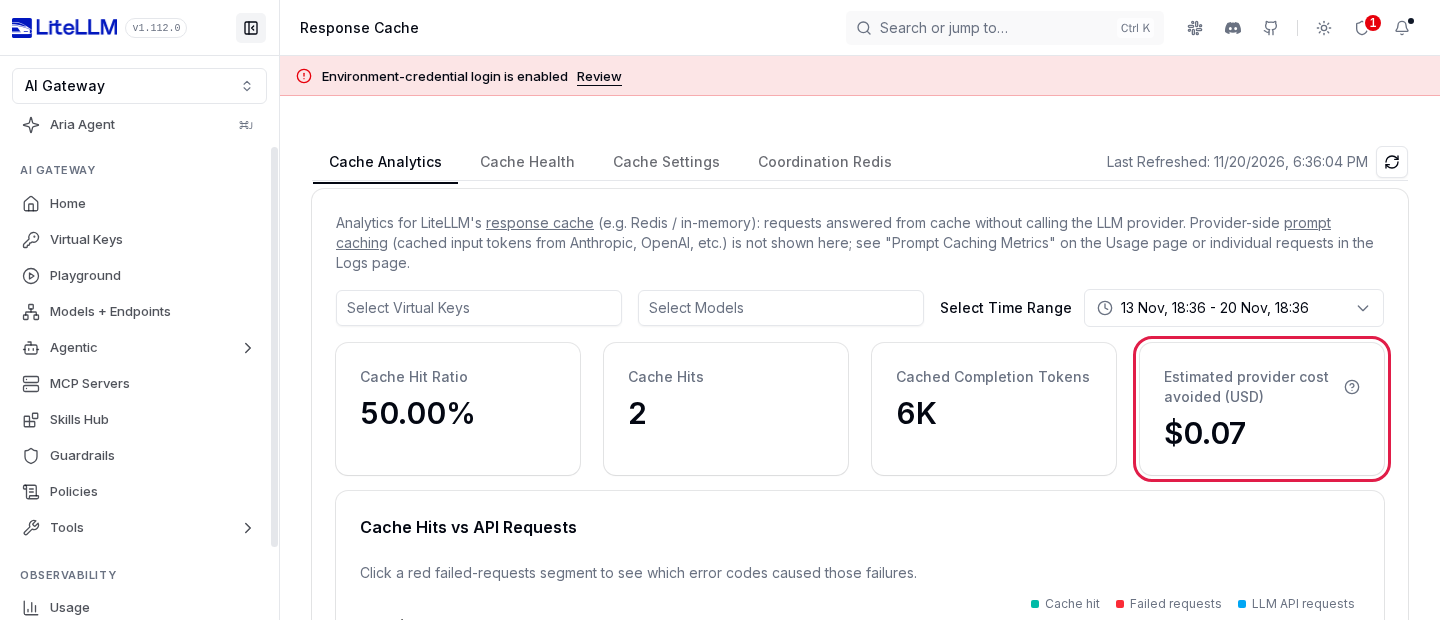 LiteLLM
v1.112.0
Response Cache
Search or jump to…
Ctrl K
1
Environment-credential login is enabled Review
AI Gateway
Aria Agent
⌘J
AI GATEWAY
Home
Virtual Keys
Playground
Models + Endpoints
Agentic
MCP Servers
Skills Hub
Guardrails
Policies
Tools
OBSERVABILITY
Usage
Cache Analytics
Cache Health
Cache Settings
Coordination Redis
Last Refreshed: 11/20/2026, 6:36:04 PM
Analytics for LiteLLM's response cache (e.g. Redis / in-memory): requests answered from cache without calling the LLM provider. Provider-side prompt
caching (cached input tokens from Anthropic, OpenAI, etc.) is not shown here; see "Prompt Caching Metrics" on the Usage page or individual requests in the
Logs page.
Select Virtual Keys
Select Models
Select Time Range
13 Nov, 18:36 - 20 Nov, 18:36
Cache Hit Ratio
50.00%
Cache Hits
2
Cached Completion Tokens
6K
Estimated provider cost
avoided (USD)
$0.07
Cache Hits vs API Requests
Click a red failed-requests segment to see which error codes caused those failures.
Cache hit
Failed requests
LLM API requests